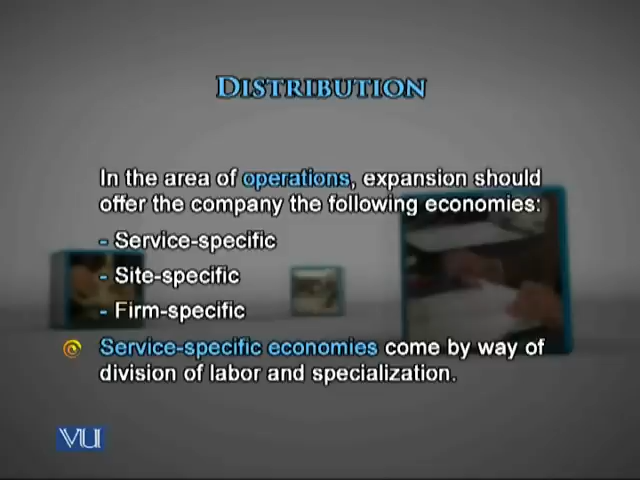 DISTRIBUTION
In the area of operations, expansion should
offer the company the following economies:
- Service-specific
- Site-specific
- Firm-specific
Service-specific economies come by way of
division of labor and specialization.
VU